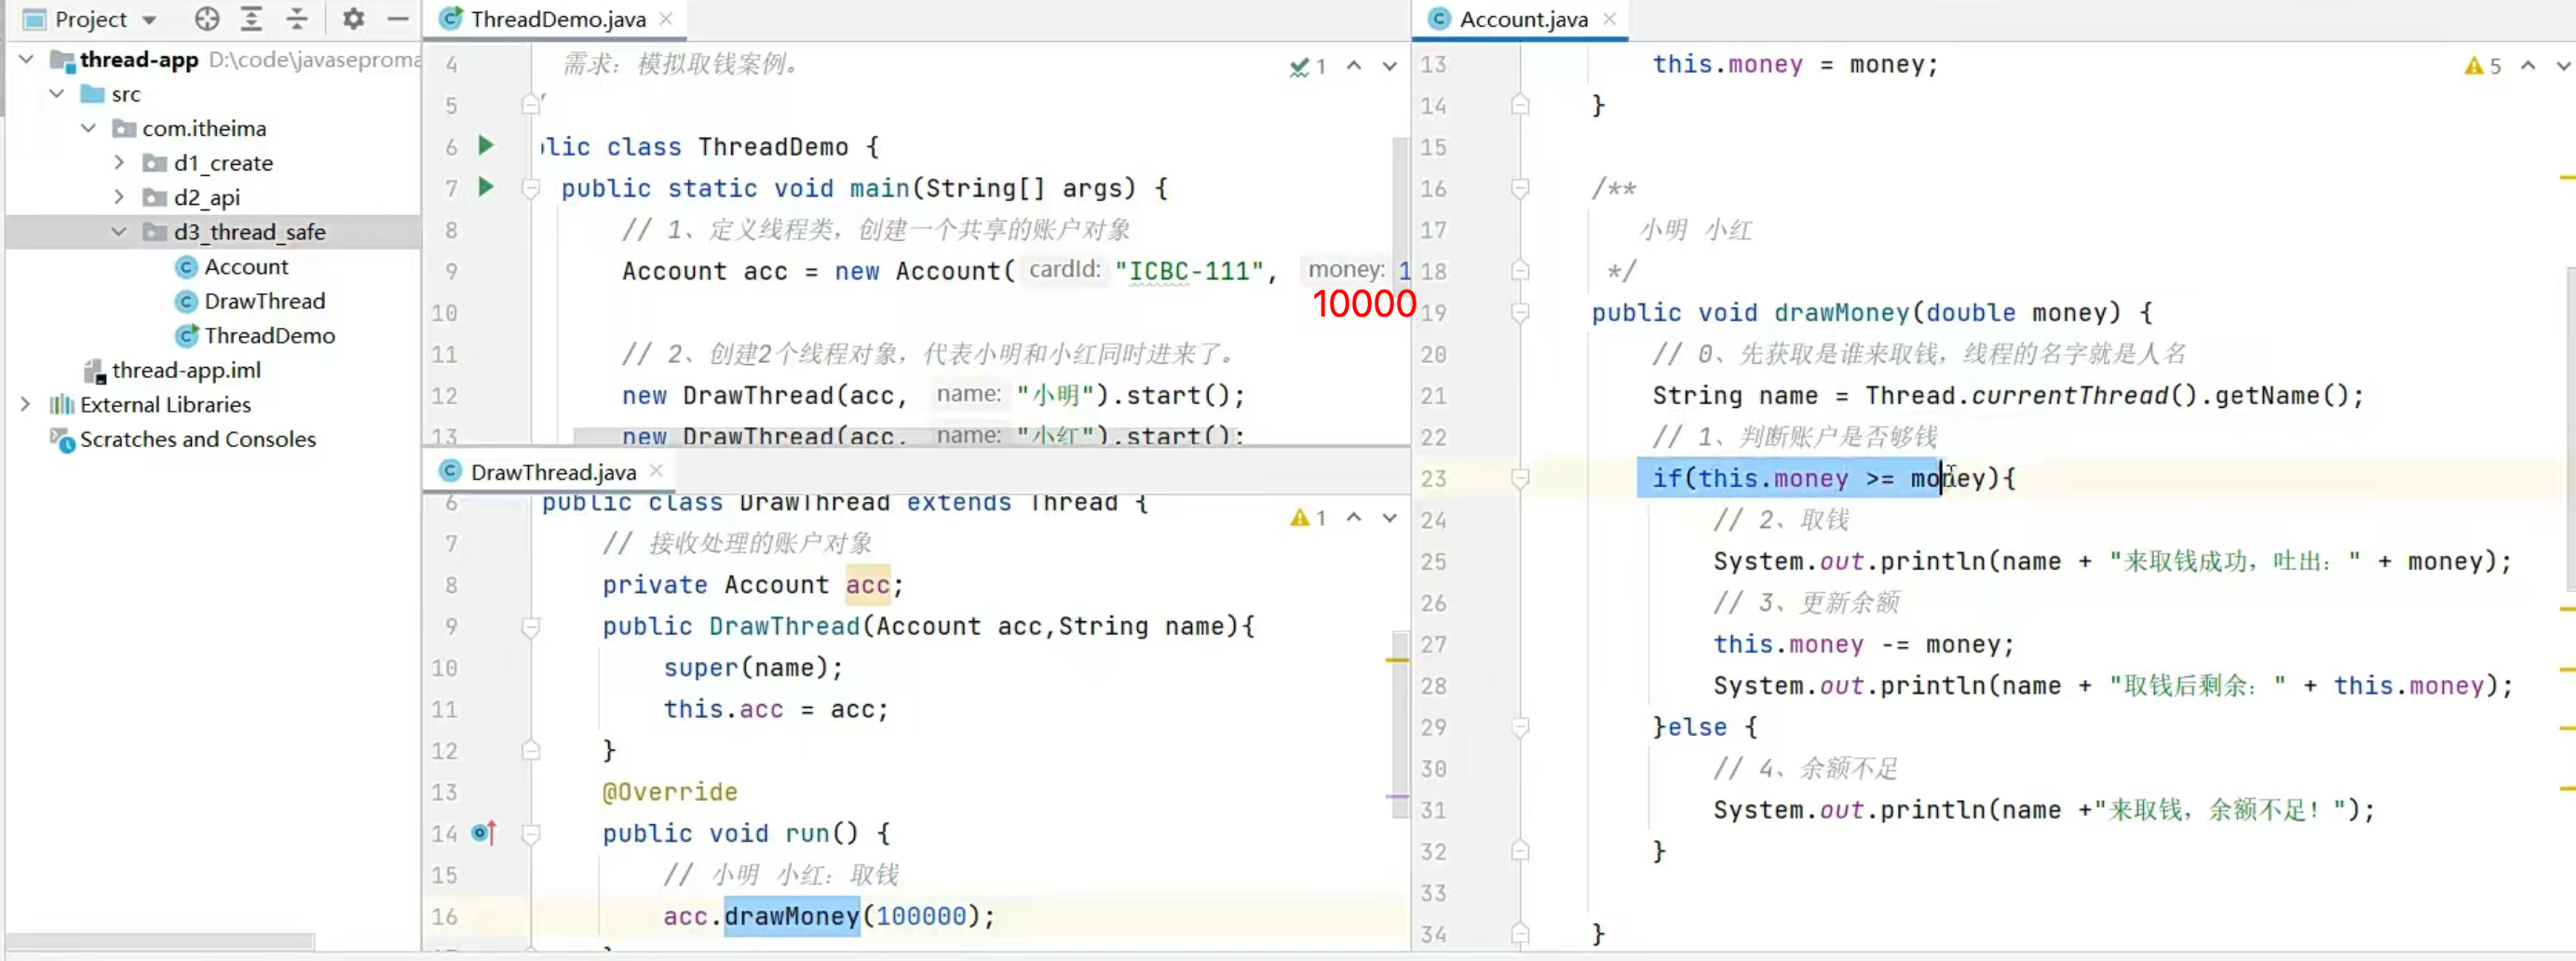 Project
thread-app D:\code\javaseproma
src
com.itheima
d1_create
d2_api
d3_thread_safe
Account
DrawThread
ThreadDemo
thread-app.iml
External Libraries
Scratches and Consoles
ThreadDemo.java
1
4 需求：模拟取钱案例。
5
6 lic class ThreadDemo {
7 public static void main(String[] args) {
8 // 1、定义线程类，创建一个共享的账户对象
9 Account acc = new Account( cardId: "ICBC-111", money: 1
10000
10
11 // 2、创建2个线程对象，代表小明和小红同时进来了。
12 new DrawThread(acc, name: "小明").start();
13 new DrawThread(acc, name: "小红").start();
DrawThread.java
1
6 public class DrawThread extends Thread {
7 // 接收处理的账户对象
8 private Account acc;
9 public DrawThread(Account acc,String name){
10 super(name);
11 this.acc = acc;
12 }
13 @Override
14 public void run() {
15 // 小明 小红：取钱
16 acc.drawMoney(100000);
Account.java
5
13 this.money = money;
14 }
15
16 /**
17 小明 小红
18 */
19 public void drawMoney(double money) {
20 // 0、先获取是谁来取钱，线程的名字就是人名
21 String name = Thread.currentThread().getName();
22 // 1、判断账户是否够钱
23 if(this.money >= money){
24 // 2、取钱
25 System.out.println(name + "来取钱成功，吐出：" + money);
26 // 3、更新余额
27 this.money -= money;
28 System.out.println(name + "取钱后剩余：" + this.money);
29 }else {
30 // 4、余额不足
31 System.out.println(name +"来取钱，余额不足！");
32 }
33
34 }